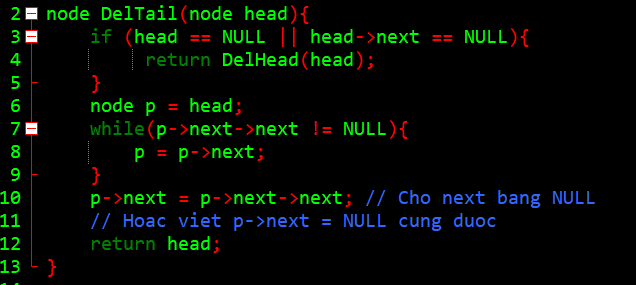 2 node DelTail(node head){
3 if (head == NULL || head->next == NULL){
4 return DelHead(head);
5 }
6 node p = head;
7 while(p->next->next != NULL){
8 p = p->next;
9 }
10 p->next = p->next->next; // Cho next bang NULL
11 // Hoac viet p->next = NULL cung duoc
12 return head;
13 }